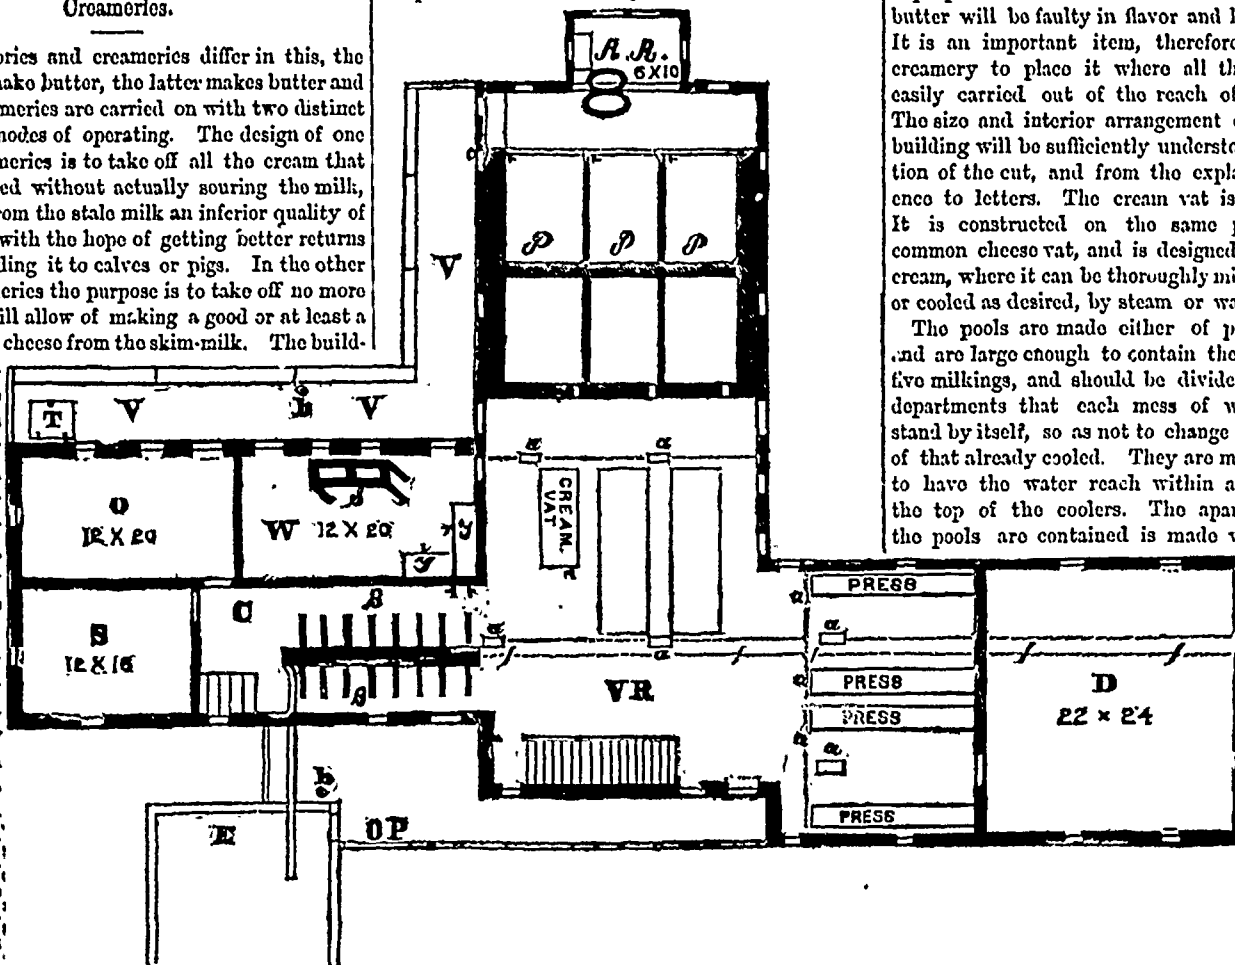 Creameries.
ories and creameries differ in this, the
make butter, the latter makes butter and
meries are carried on with two distinct
modes of operating. The design of one
meries is to take off all the cream that
ed without actually souring the milk,
rom the stale milk an inferior quality of
with the hope of getting better returns
ling it to calves or pigs. In the other
eries the purpose is to take off no more
ill allow of making a good or at least a
cheese from the skim-milk. The build-
A. R.
6X10
V
P P P
T V b V
a a
CREAM.
VAT
O
12 X 20
W 12 X 20
C
S
12 X 16
PRESS
a
a
a
VR
PRESS
PRESS
D
22 × 24
a
PRESS
b
E
OP
butter will be faulty in flavor and
It is an important item, therefore
creamery to place it where all
easily carried out of the reach of
The size and interior arrangement
building will be sufficiently
tion of the cut, and from the
ence to letters. The cream vat is
It is constructed on the same
common cheese vat, and is designed
cream, where it can be thoroughly
or cooled as desired, by steam or
The pools are made either of
and are large enough to contain the
five milkings, and should be
departments that each mess of
stand by itself, so as not to change
of that already cooled. They are
to have the water reach within a
the top of the coolers. The
the pools are contained is made